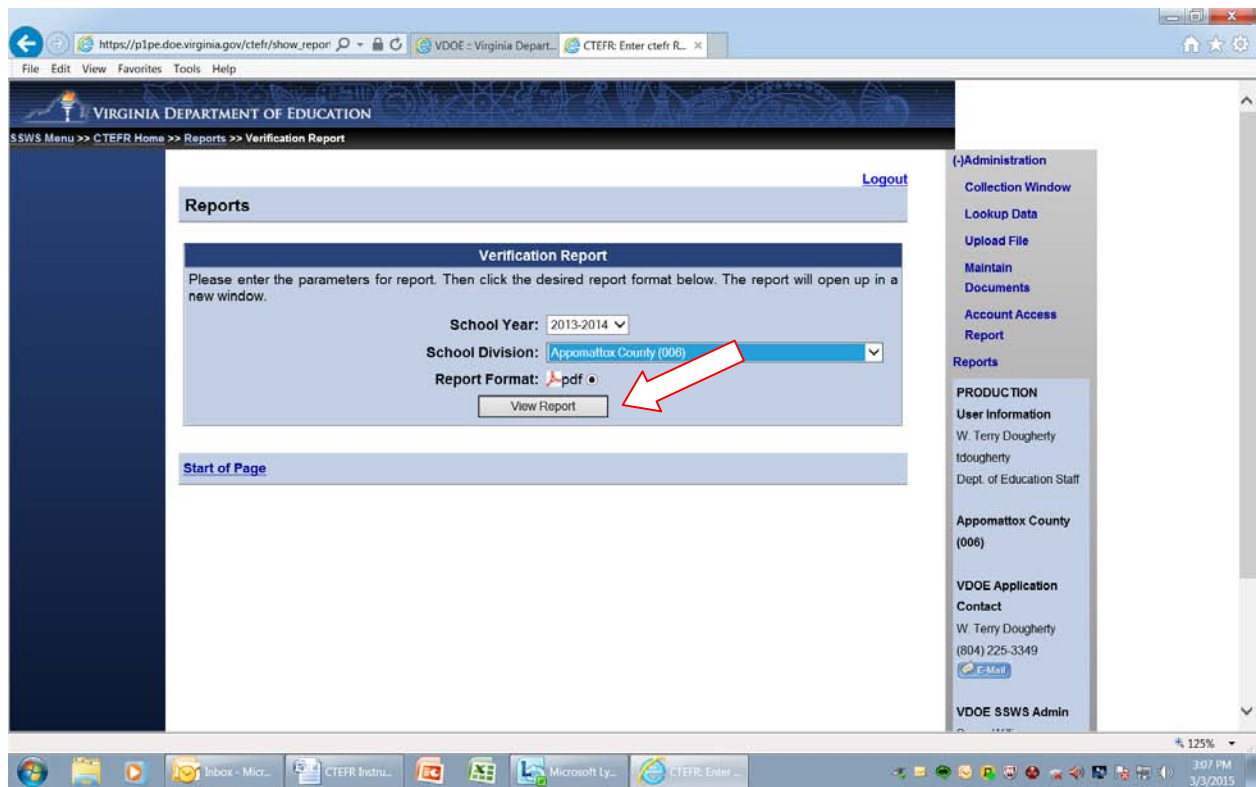 https://p1pe.doe.virginia.gov/ctefr/show_repor
VDOE :: Virginia Depart...
CTEFR: Enter ctefr R...
File Edit View Favorites Tools Help
VIRGINIA DEPARTMENT OF EDUCATION
SSWS Menu >> CTEFR Home >> Reports >> Verification Report
Logout
Reports
Verification Report
Please enter the parameters for report. Then click the desired report format below. The report will open up in a
new window.
School Year: 2013-2014
School Division: Appomattox County (006)
Report Format: pdf
View Report
Start of Page
(-)Administration
Collection Window
Lookup Data
Upload File
Maintain
Documents
Account Access
Report
Reports
PRODUCTION
User Information
W. Terry Dougherty
tdougherty
Dept. of Education Staff
Appomattox County
(006)
VDOE Application
Contact
W. Terry Dougherty
(804) 225-3349
E-Mail
VDOE SSWS Admin
125%
Inbox - Micr...
CTEFR Instru...
Microsoft Ly...
CTEFR: Enter ...
3:07 PM
3/3/2015